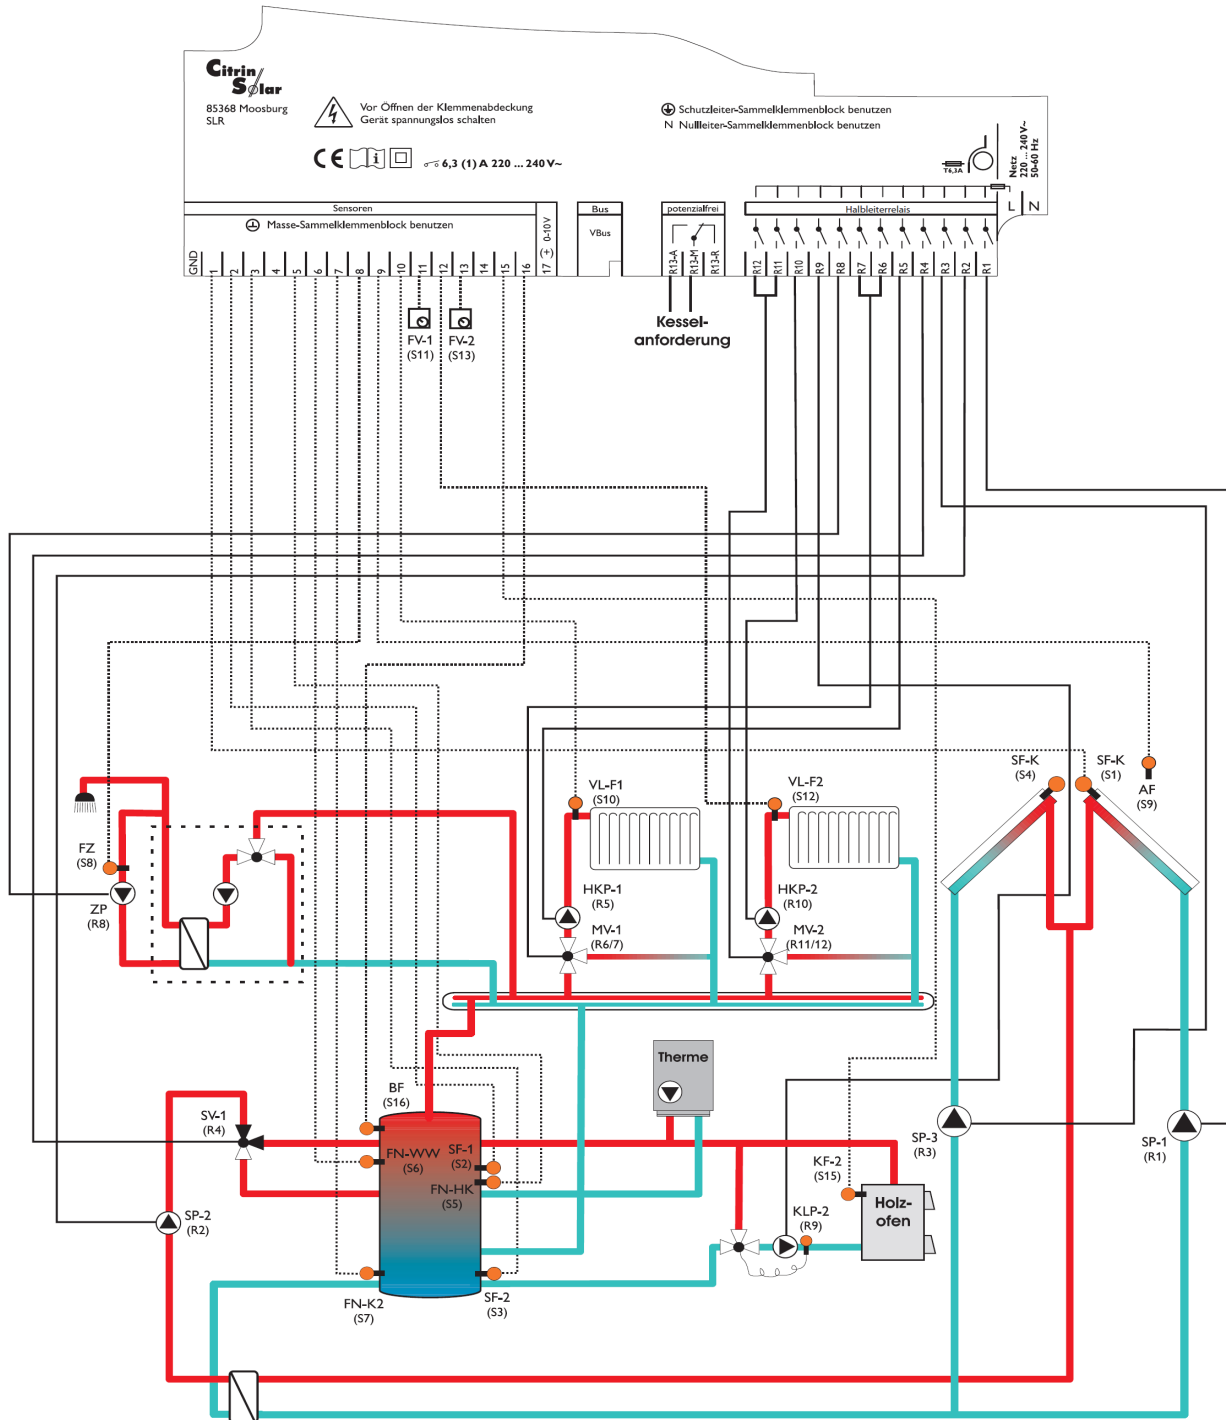 Citrin
Solar
85368 Moosburg
SLR
Vor Öffnen der Klemmenabdeckung
Gerät spannungslos schalten
CE i 6,3 (1) A 220 ... 240 V~
Schutzleiter-Sammelklemmenblock benutzen
N Nullleiter-Sammelklemmenblock benutzen
T6,3A
Netz
220 ... 240 V~
50-60 Hz
L N
Sensoren
Masse-Sammelklemmenblock benutzen
GND 1 2 3 4 5 6 7 8 9 10 11 12 13 14 15 16
17 (+) 0-10 V
Bus
VBus
potenzialfrei
R13-A R13-M R13-R
Halbleiterrelais
R12 R11 R10 R9 R8 R7 R6 R5 R4 R3 R2 R1
FV-1
(S11)
FV-2
(S13)
Kessel-
anforderung
FZ
(S8)
ZP
(R8)
VL-F1
(S10)
VL-F2
(S12)
HKP-1
(R5)
HKP-2
(R10)
MV-1
(R6/7)
MV-2
(R11/12)
SF-K
(S4)
SF-K
(S1)
AF
(S9)
Therme
BF
(S16)
SV-1
(R4)
FN-WW
(S6)
SF-1
(S2)
FN-HK
(S5)
KF-2
(S15)
Holz-
ofen
KLP-2
(R9)
SP-3
(R3)
SP-1
(R1)
SP-2
(R2)
FN-K2
(S7)
SF-2
(S3)